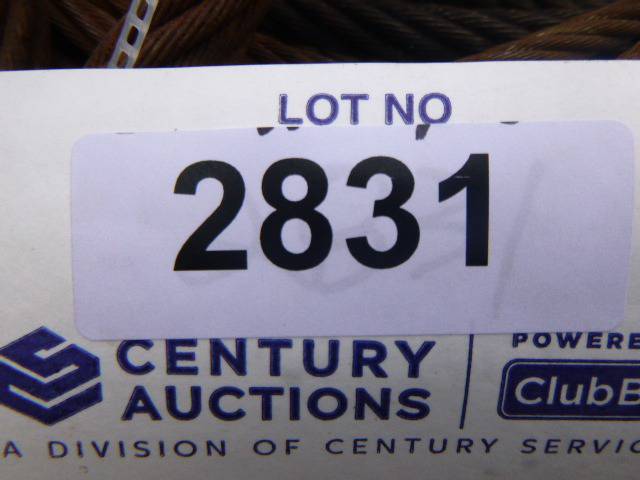 LOT NO
2831
CENTURY
AUCTIONS
POWERE
ClubB
A DIVISION OF CENTURY SERVIC